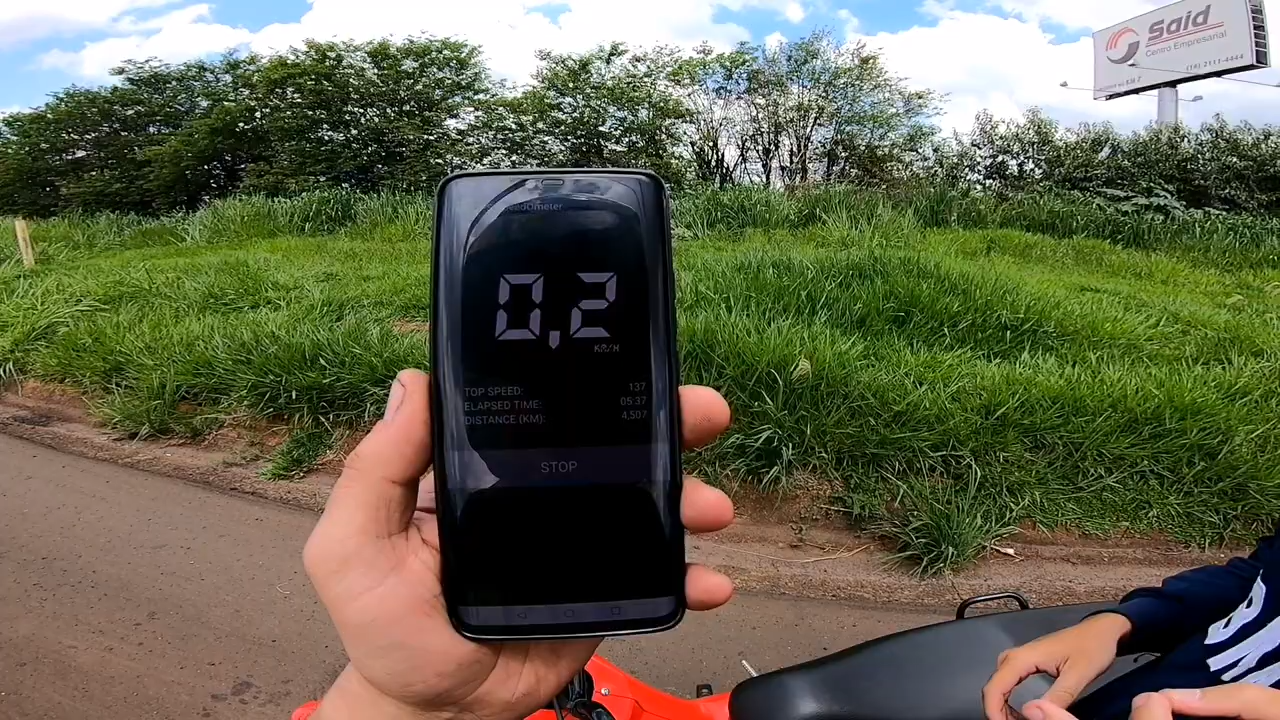 Said
Centro Empresarial
(14) 2111-4444
0,2
KM/H
TOP SPEED: 137
ELAPSED TIME: 05:37
DISTANCE (KM): 4,507
STOP